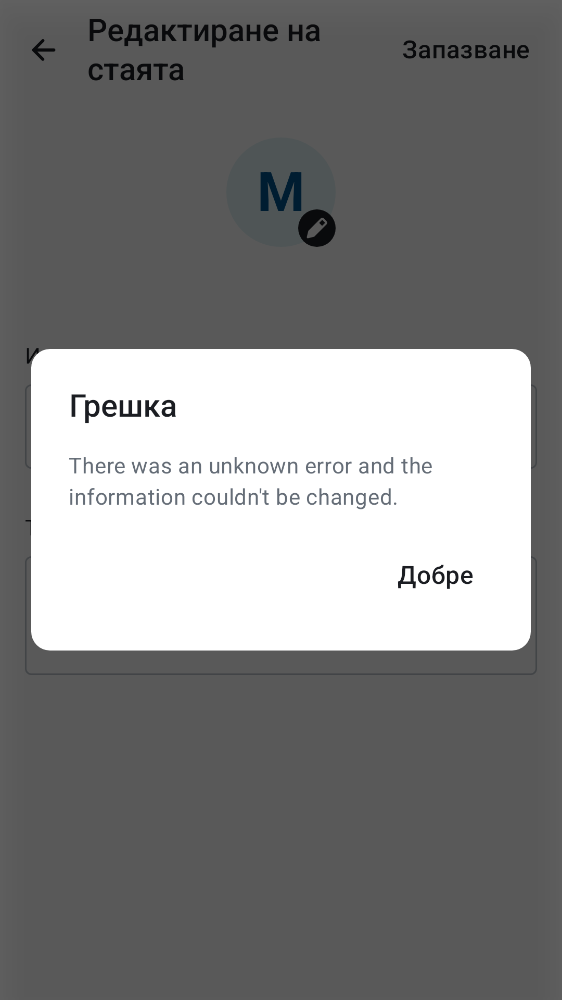 Редактиране на
стаята
Запазване
M
Грешка
There was an unknown error and the
information couldn't be changed.
Добре